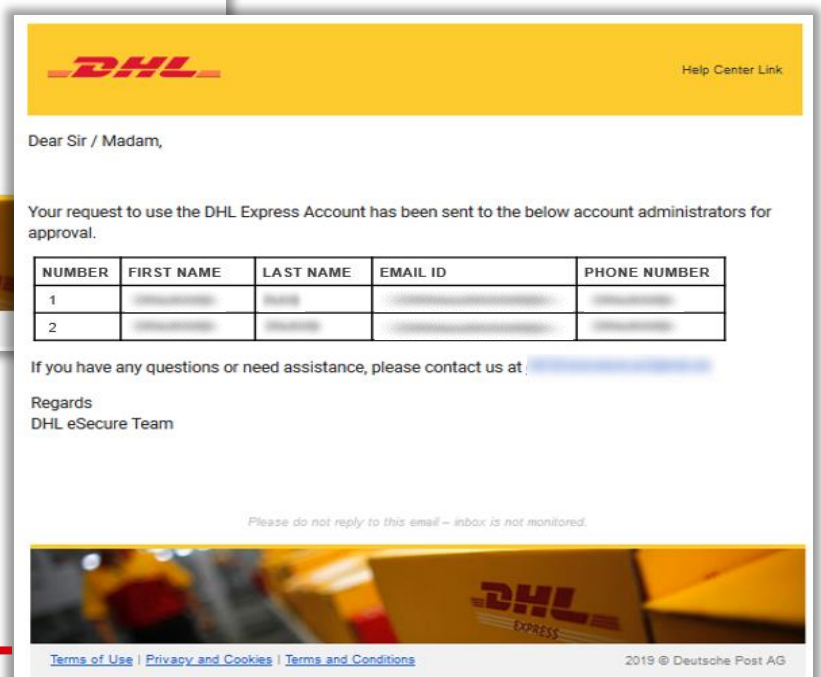 DHL
Help Center Link
Dear Sir / Madam,
Your request to use the DHL Express Account has been sent to the below account administrators for
approval.
NUMBER FIRST NAME LAST NAME EMAIL ID PHONE NUMBER
1
2
If you have any questions or need assistance, please contact us at
Regards
DHL eSecure Team
Please do not reply to this email – inbox is not monitored.
DHL
EXPRESS
Terms of Use | Privacy and Cookies | Terms and Conditions 2019 © Deutsche Post AG